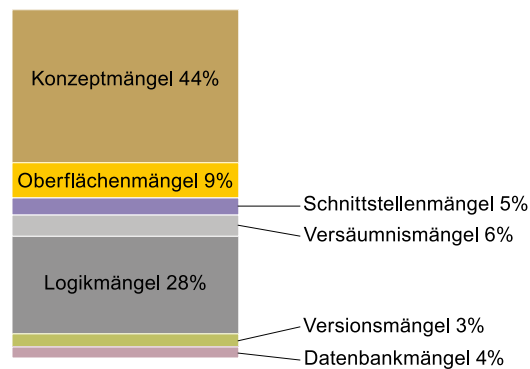 Konzeptmängel 44%
Oberflächenmängel 9%
Schnittstellenmängel 5%
Versäumnismängel 6%
Logikmängel 28%
Versionsmängel 3%
Datenbankmängel 4%